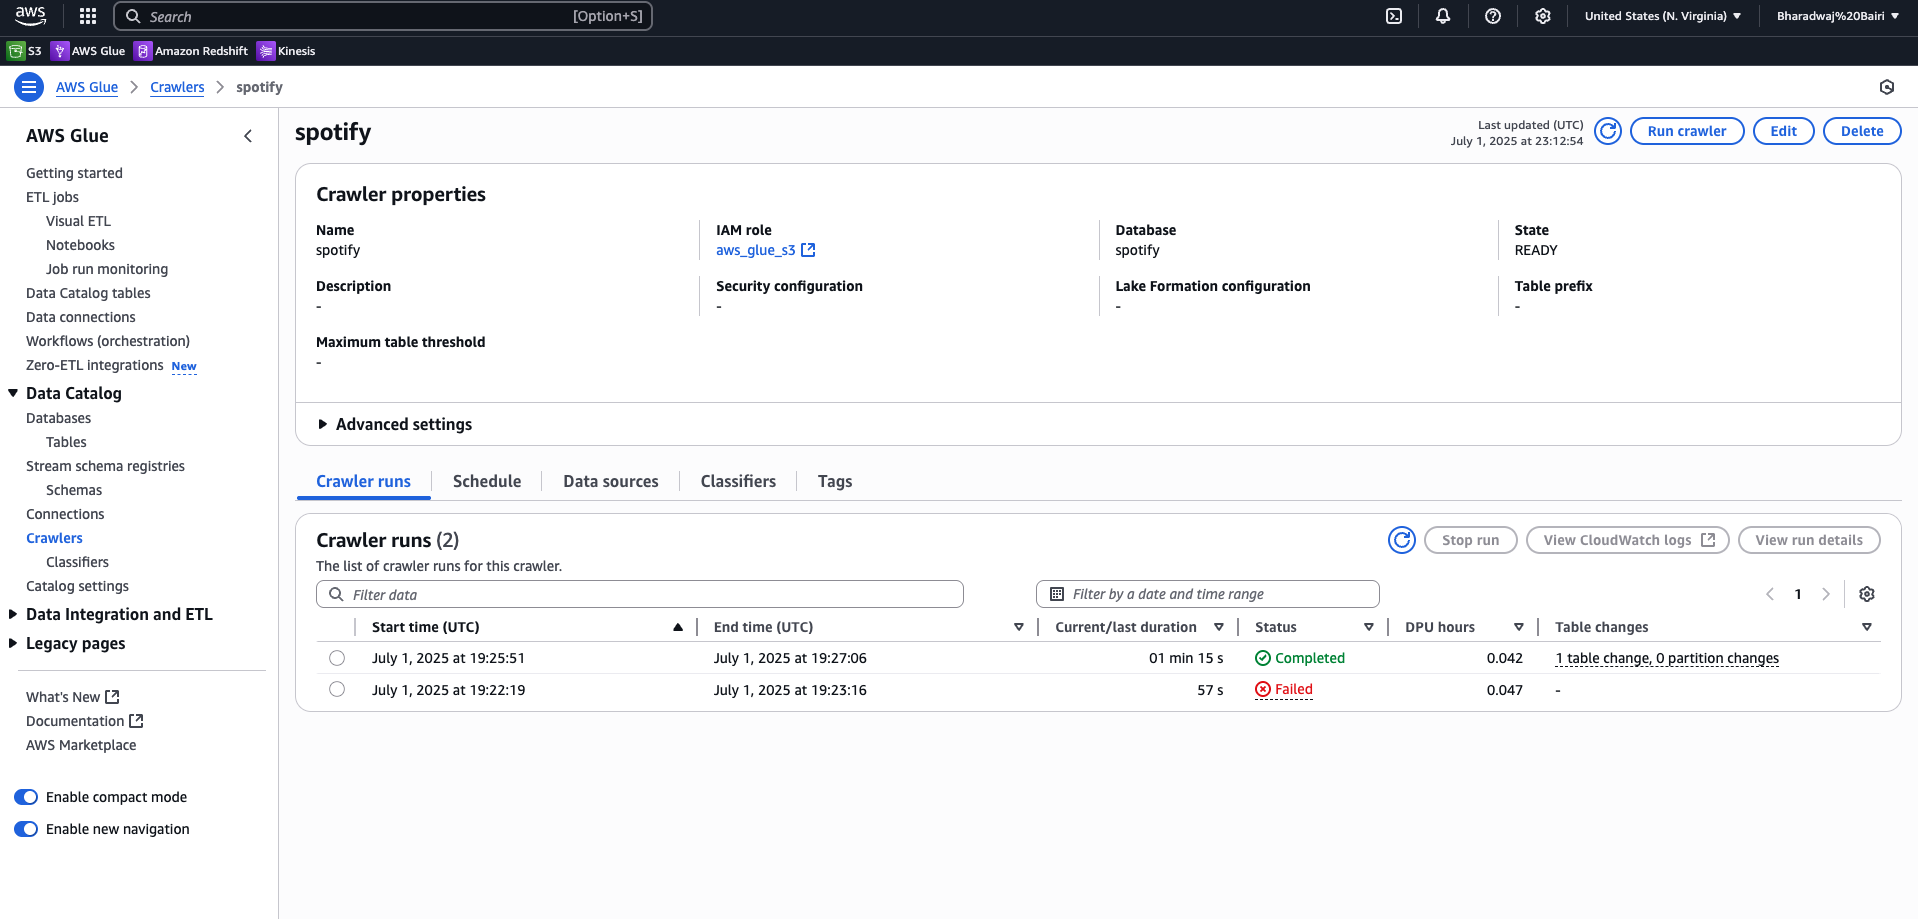 aws
Search [Option+S]
United States (N. Virginia)
Bharadwaj%20Bairi
S3 AWS Glue Amazon Redshift Kinesis
AWS Glue Crawlers spotify
AWS Glue
Getting started
ETL jobs
Visual ETL
Notebooks
Job run monitoring
Data Catalog tables
Data connections
Workflows (orchestration)
Zero-ETL integrations New
Data Catalog
Databases
Tables
Stream schema registries
Schemas
Connections
Crawlers
Classifiers
Catalog settings
Data Integration and ETL
Legacy pages
What's New
Documentation
AWS Marketplace
Enable compact mode
Enable new navigation
spotify
Last updated (UTC)
July 1, 2025 at 23:12:54
Run crawler Edit Delete
Crawler properties
Name IAM role Database State
spotify aws_glue_s3 spotify READY
Description Security configuration Lake Formation configuration Table prefix
- - - -
Maximum table threshold
-
Advanced settings
Crawler runs Schedule Data sources Classifiers Tags
Crawler runs (2)
Stop run View CloudWatch logs View run details
The list of crawler runs for this crawler.
Filter data Filter by a date and time range 1
Start time (UTC) End time (UTC) Current/last duration Status DPU hours Table changes
July 1, 2025 at 19:25:51 July 1, 2025 at 19:27:06 01 min 15 s Completed 0.042 1 table change, 0 partition changes
July 1, 2025 at 19:22:19 July 1, 2025 at 19:23:16 57 s Failed 0.047 -